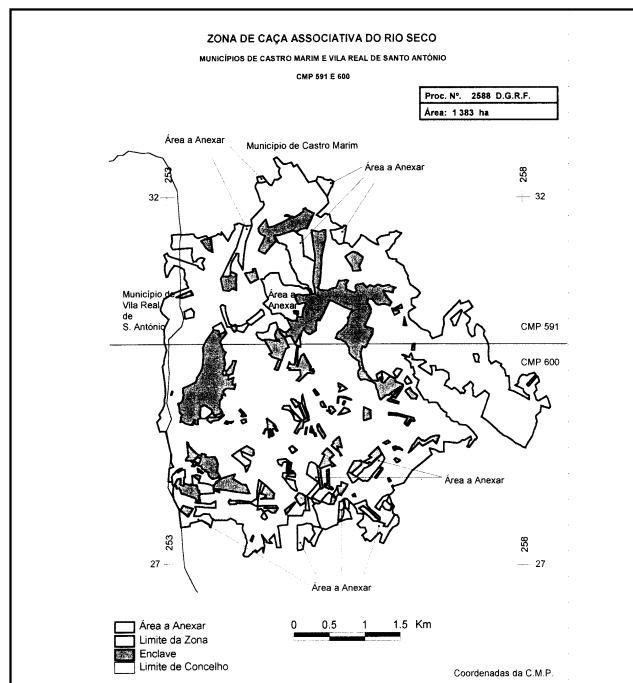 ZONA DE CAÇA ASSOCIATIVA DO RIO SECO
MUNICÍPIOS DE CASTRO MARIM E VILA REAL DE SANTO ANTÓNIO
CMP 591 E 600
Proc. Nº. 2588 D.G.R.F.
Área: 1 383 ha
Área a Anexar
Município de Castro Marim
Área a Anexar
253
258
32
32
Município de
Vila Real
de
S. António
Área a
Anexar
CMP 591
CMP 600
Área a Anexar
253
258
27
27
Área a Anexar
Área a Anexar
Limite da Zona
Enclave
Limite de Concelho
0 0.5 1 1.5 Km
Coordenadas da C.M.P.